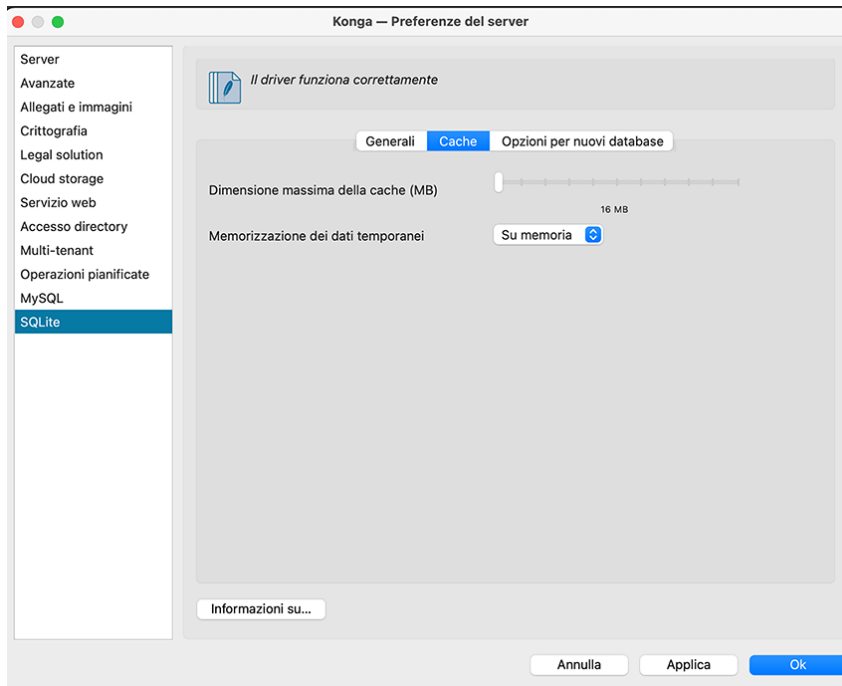 Konga — Preferenze del server
Server
Avanzate
Allegati e immagini
Crittografia
Legal solution
Cloud storage
Servizio web
Accesso directory
Multi-tenant
Operazioni pianificate
MySQL
SQLite
Il driver funziona correttamente
Generali Cache Opzioni per nuovi database
Dimensione massima della cache (MB)
16 MB
Memorizzazione dei dati temporanei Su memoria
Informazioni su...
Annulla Applica Ok